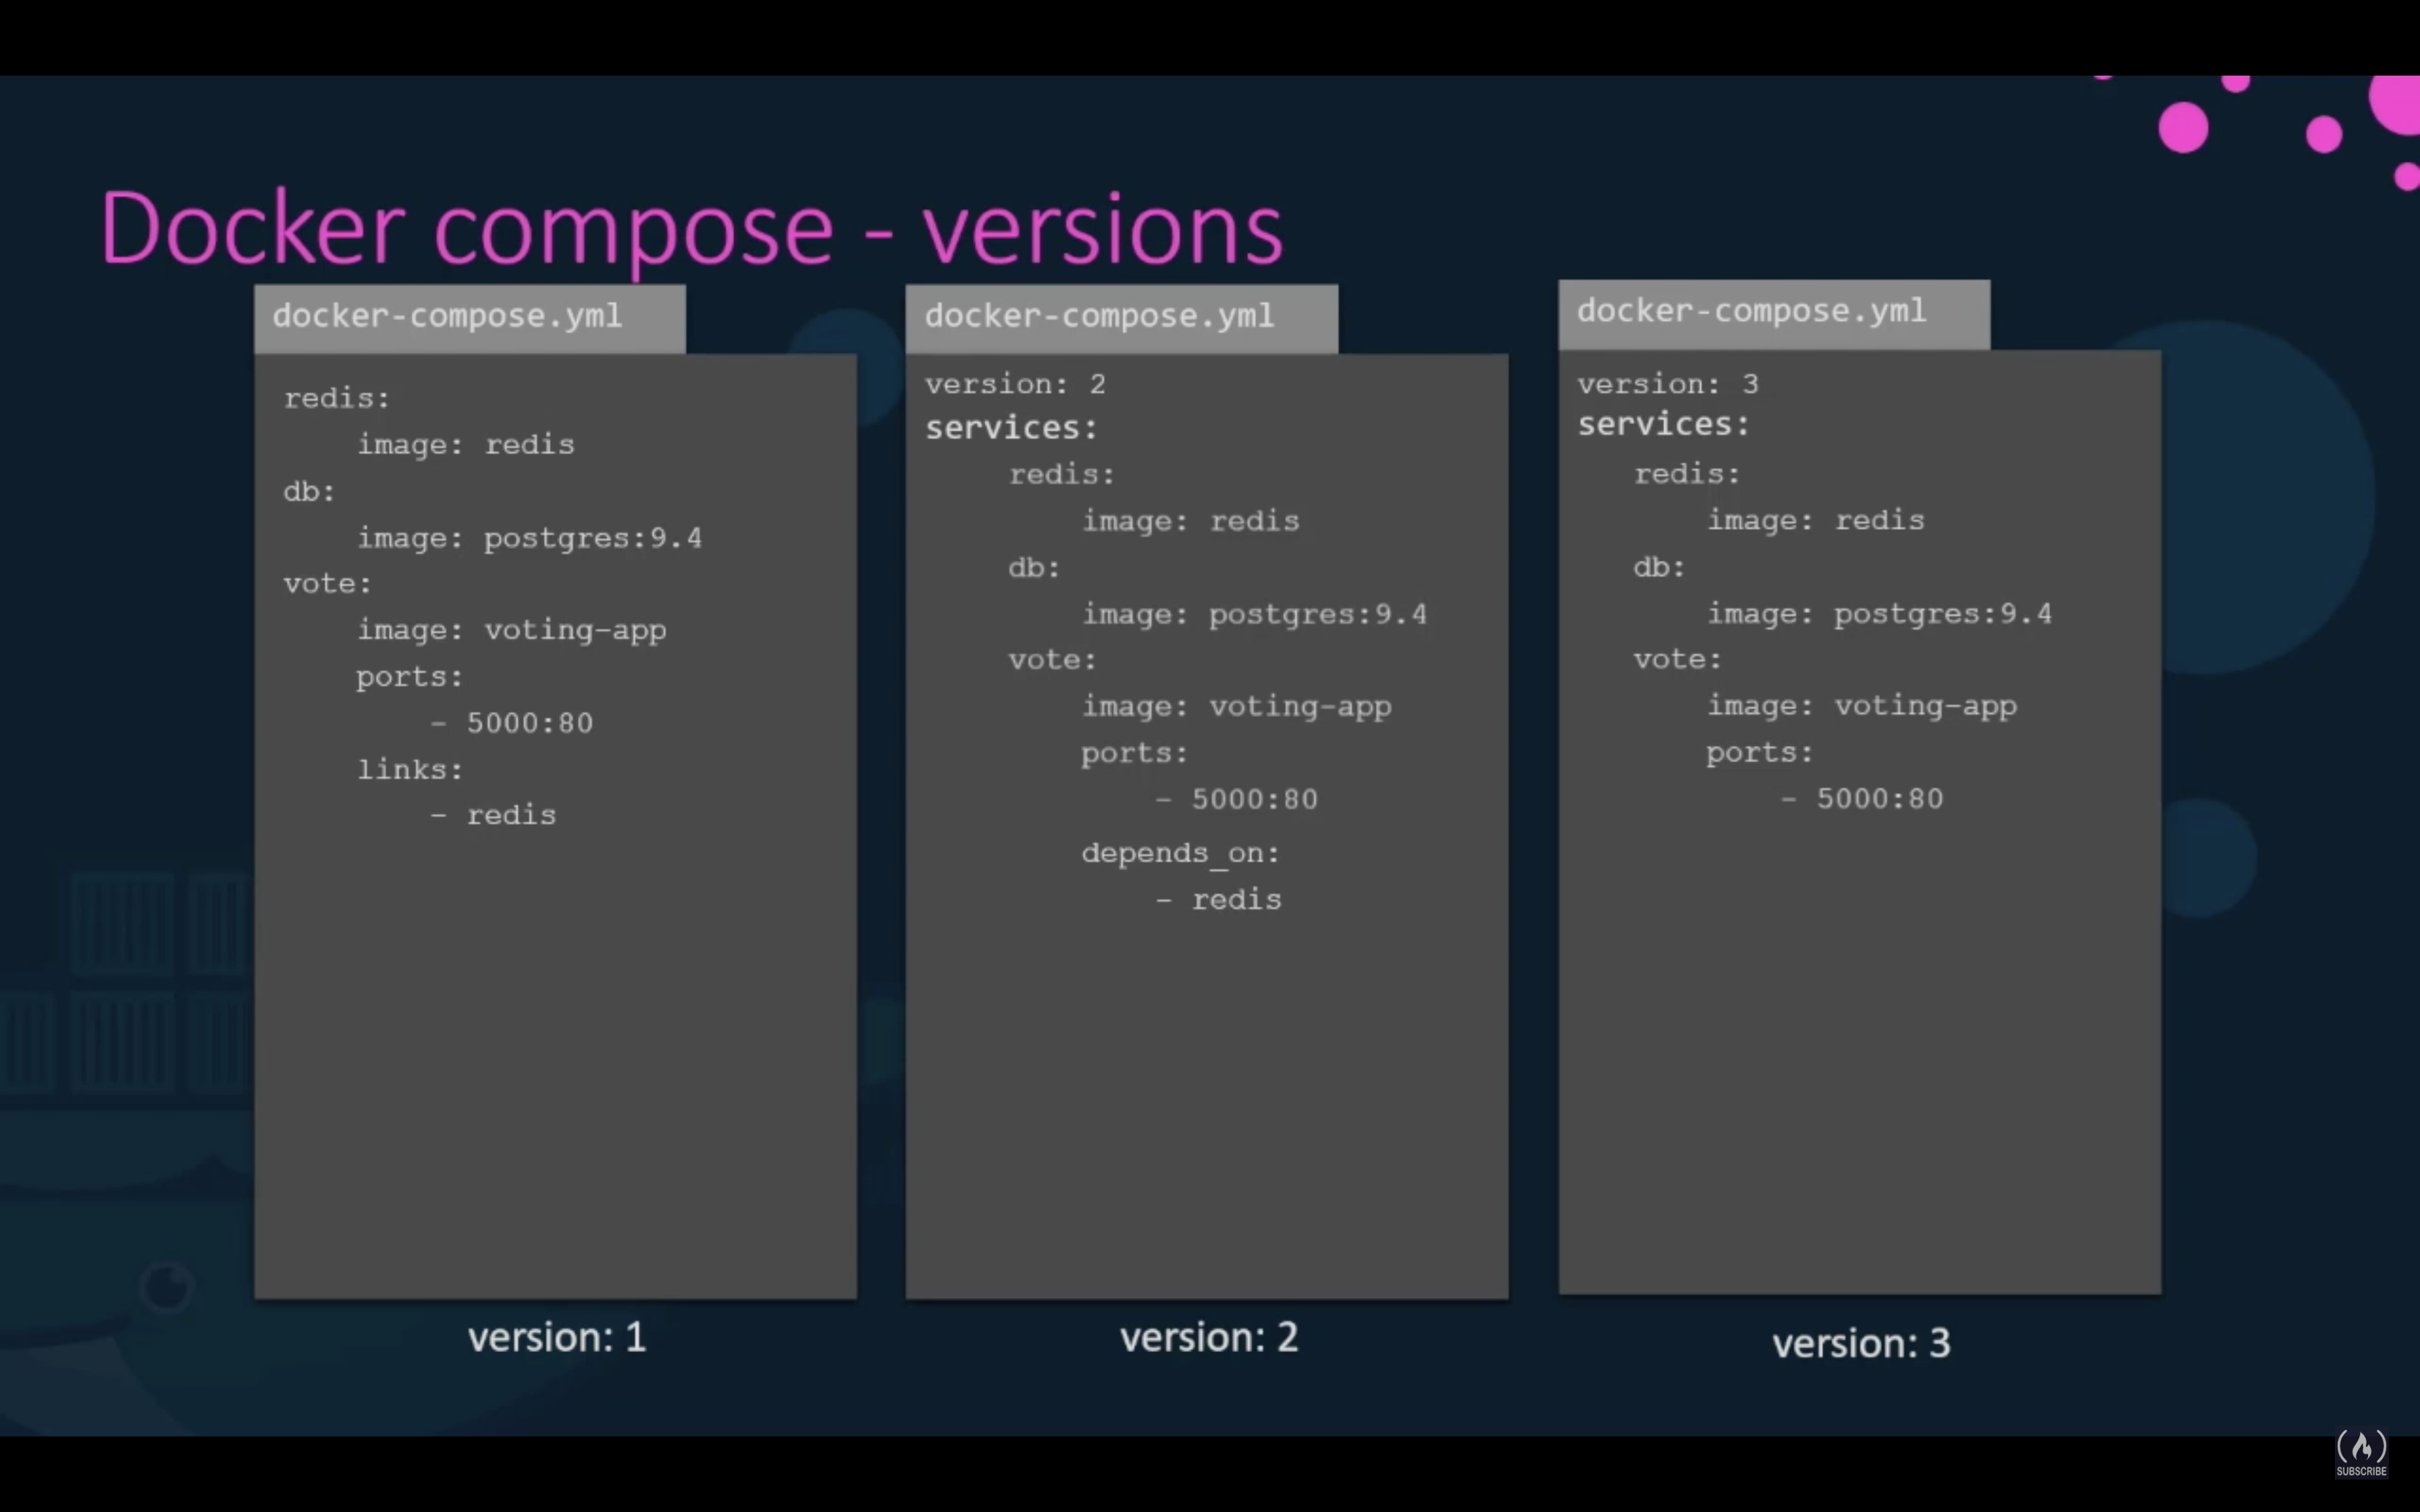 Docker compose - versions
docker-compose.yml
redis:
image: redis
db:
image: postgres:9.4
vote:
image: voting-app
ports:
- 5000:80
links:
- redis
version: 1
docker-compose.yml
version: 2
services:
redis:
image: redis
db:
image: postgres:9.4
vote:
image: voting-app
ports:
- 5000:80
depends_on:
- redis
version: 2
docker-compose.yml
version: 3
services:
redis:
image: redis
db:
image: postgres:9.4
vote:
image: voting-app
ports:
- 5000:80
version: 3
SUBSCRIBE